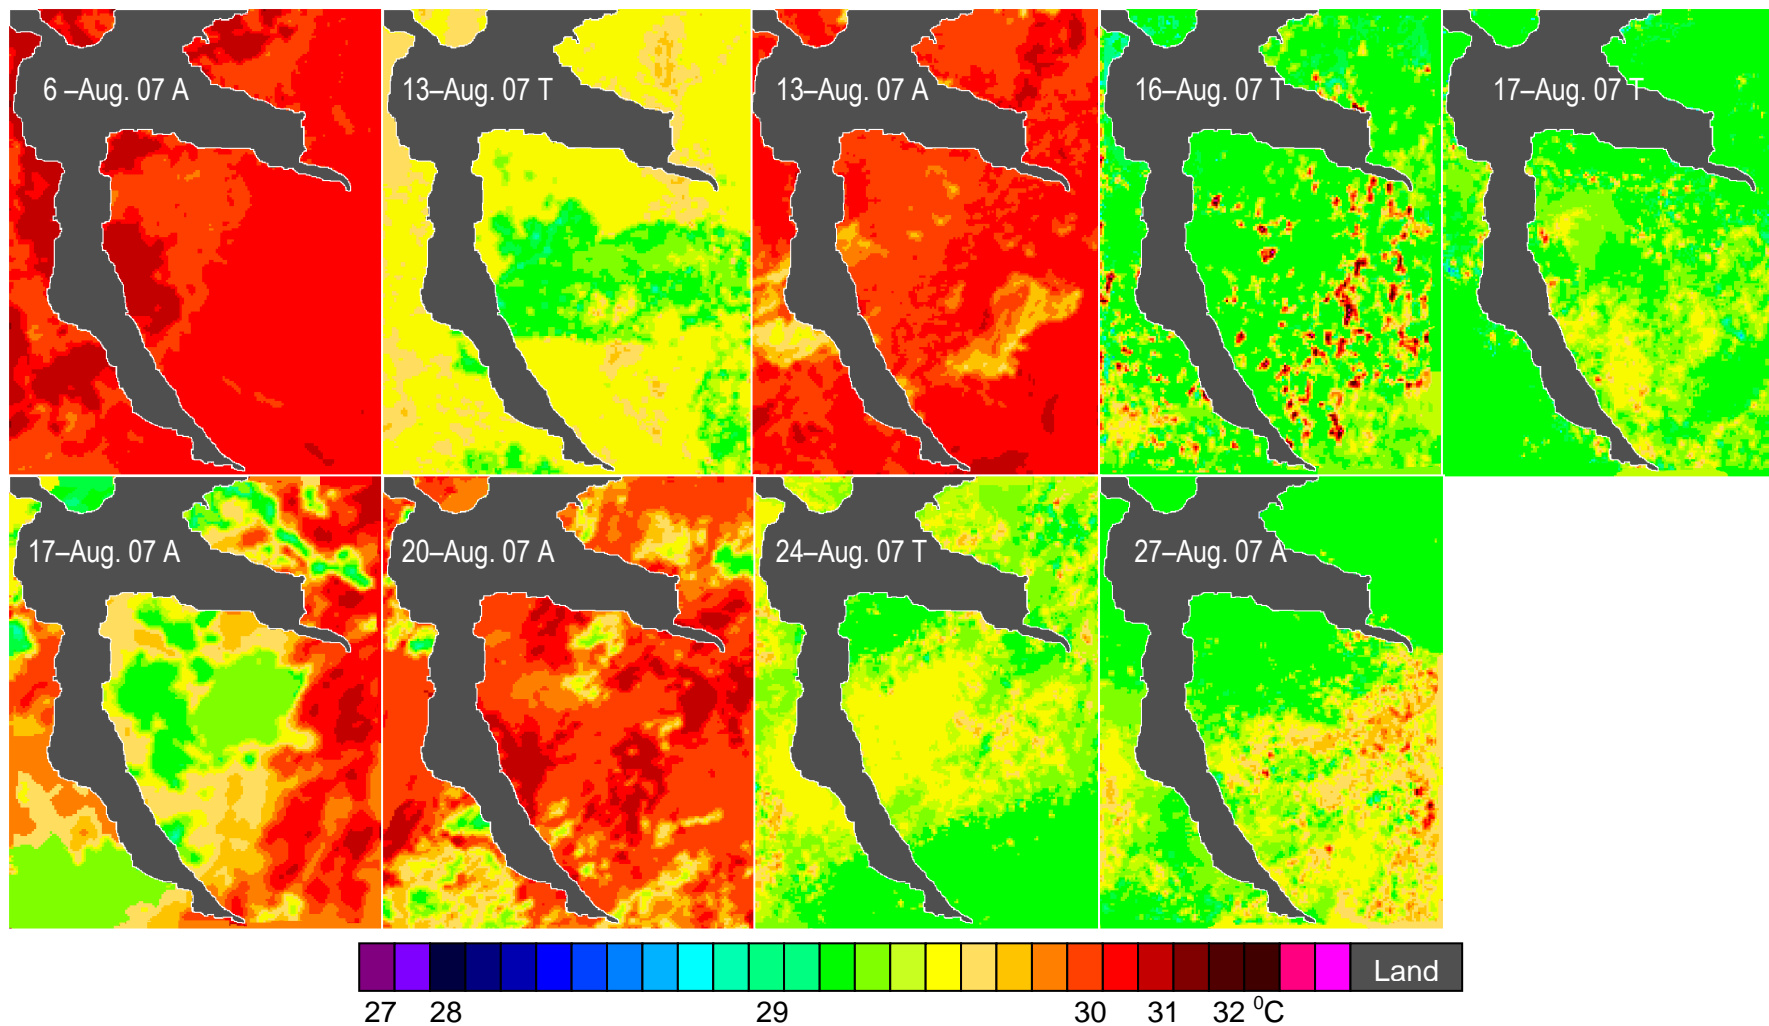 6 –Aug. 07 A
13–Aug. 07 T
13–Aug. 07 A
16–Aug. 07 T
17–Aug. 07 T
17–Aug. 07 A
20–Aug. 07 A
24–Aug. 07 T
27–Aug. 07 A
Land
27 28 29 30 31 32 ⁰C